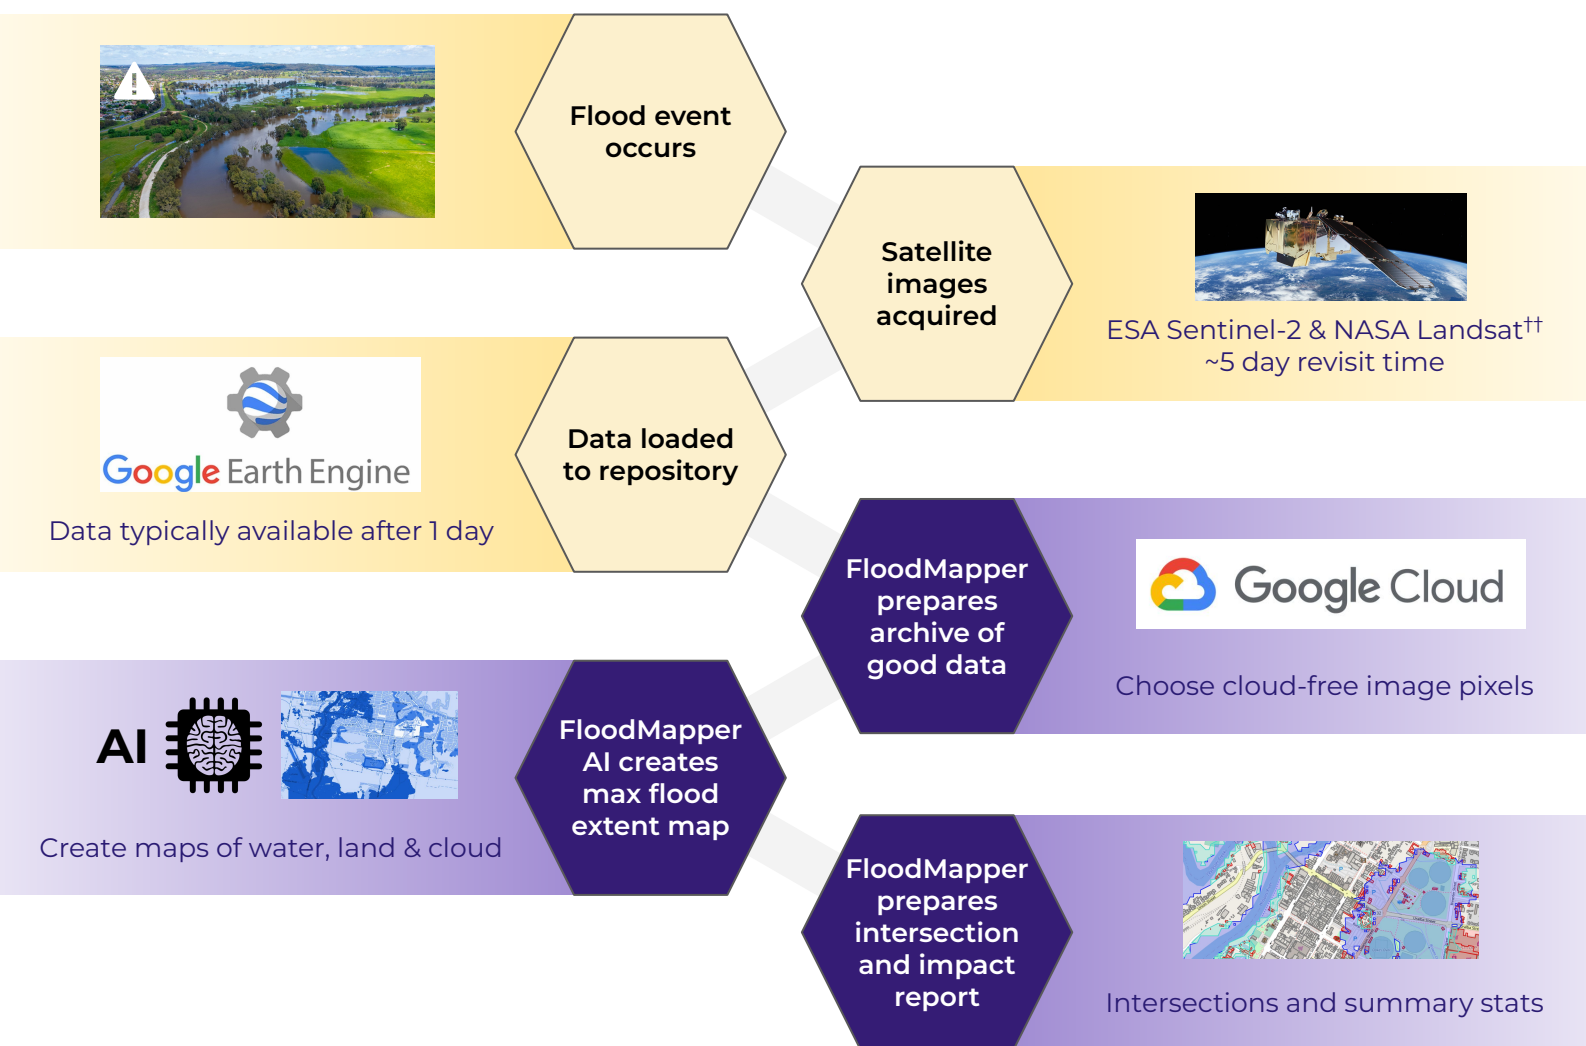 Flood event
occurs
Satellite
images
acquired
ESA Sentinel-2 & NASA Landsat††
~5 day revisit time
Google Earth Engine
Data typically available after 1 day
Data loaded
to repository
FloodMapper
prepares
archive of
good data
Google Cloud
Choose cloud-free image pixels
AI
Create maps of water, land & cloud
FloodMapper
AI creates
max flood
extent map
FloodMapper
prepares
intersection
and impact
report
Intersections and summary stats